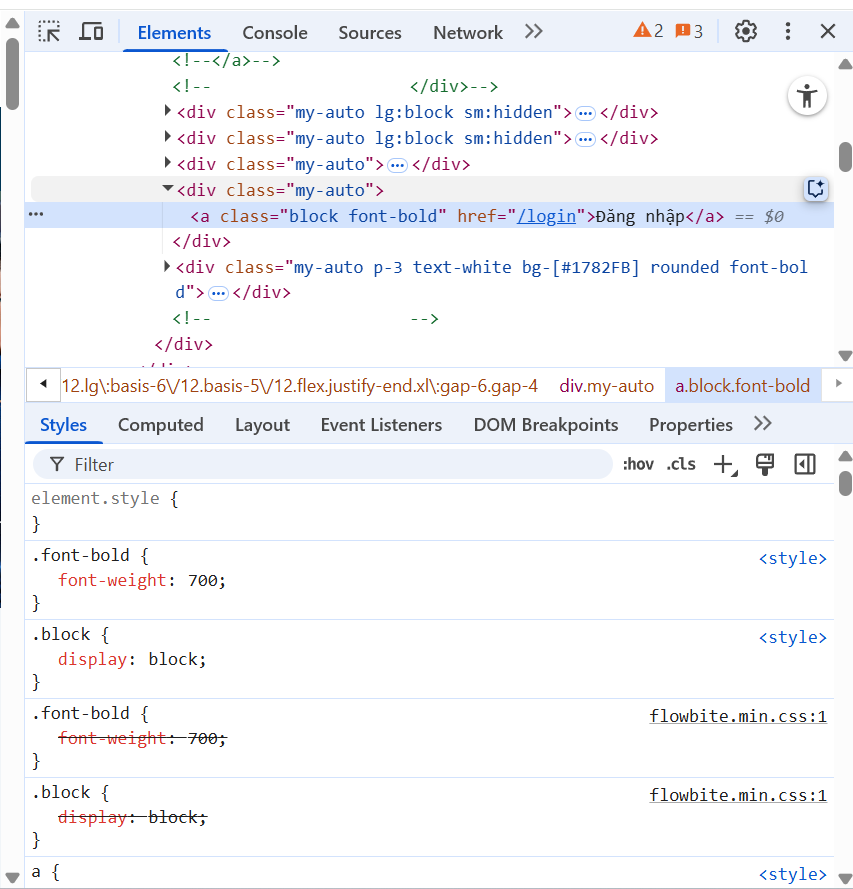 Elements Console Sources Network 2 3
<!--</a>-->
<!-- </div>-->
<div class="my-auto lg:block sm:hidden">…</div>
<div class="my-auto lg:block sm:hidden">…</div>
<div class="my-auto">…</div>
<div class="my-auto">
<a class="block font-bold" href="/login">Đăng nhập</a> == $0
</div>
<div class="my-auto p-3 text-white bg-[#1782FB] rounded font-bol
d">…</div>
<!-- -->
</div>
12.lg\:basis-6\/12.basis-5\/12.flex.justify-end.xl\:gap-6.gap-4 div.my-auto a.block.font-bold
Styles Computed Layout Event Listeners DOM Breakpoints Properties
Filter :hov .cls
element.style {
}
.font-bold { <style>
font-weight: 700;
}
.block { <style>
display: block;
}
.font-bold { flowbite.min.css:1
font-weight: 700;
}
.block { flowbite.min.css:1
display: block;
}
a { <style>